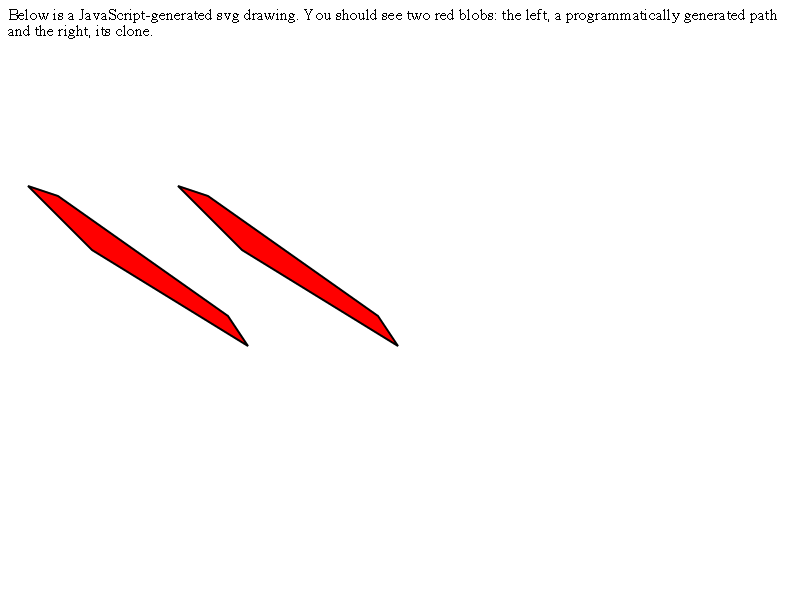 Below is a JavaScript-generated svg drawing. You should see two red blobs: the left, a programmatically generated path
and the right, its clone.